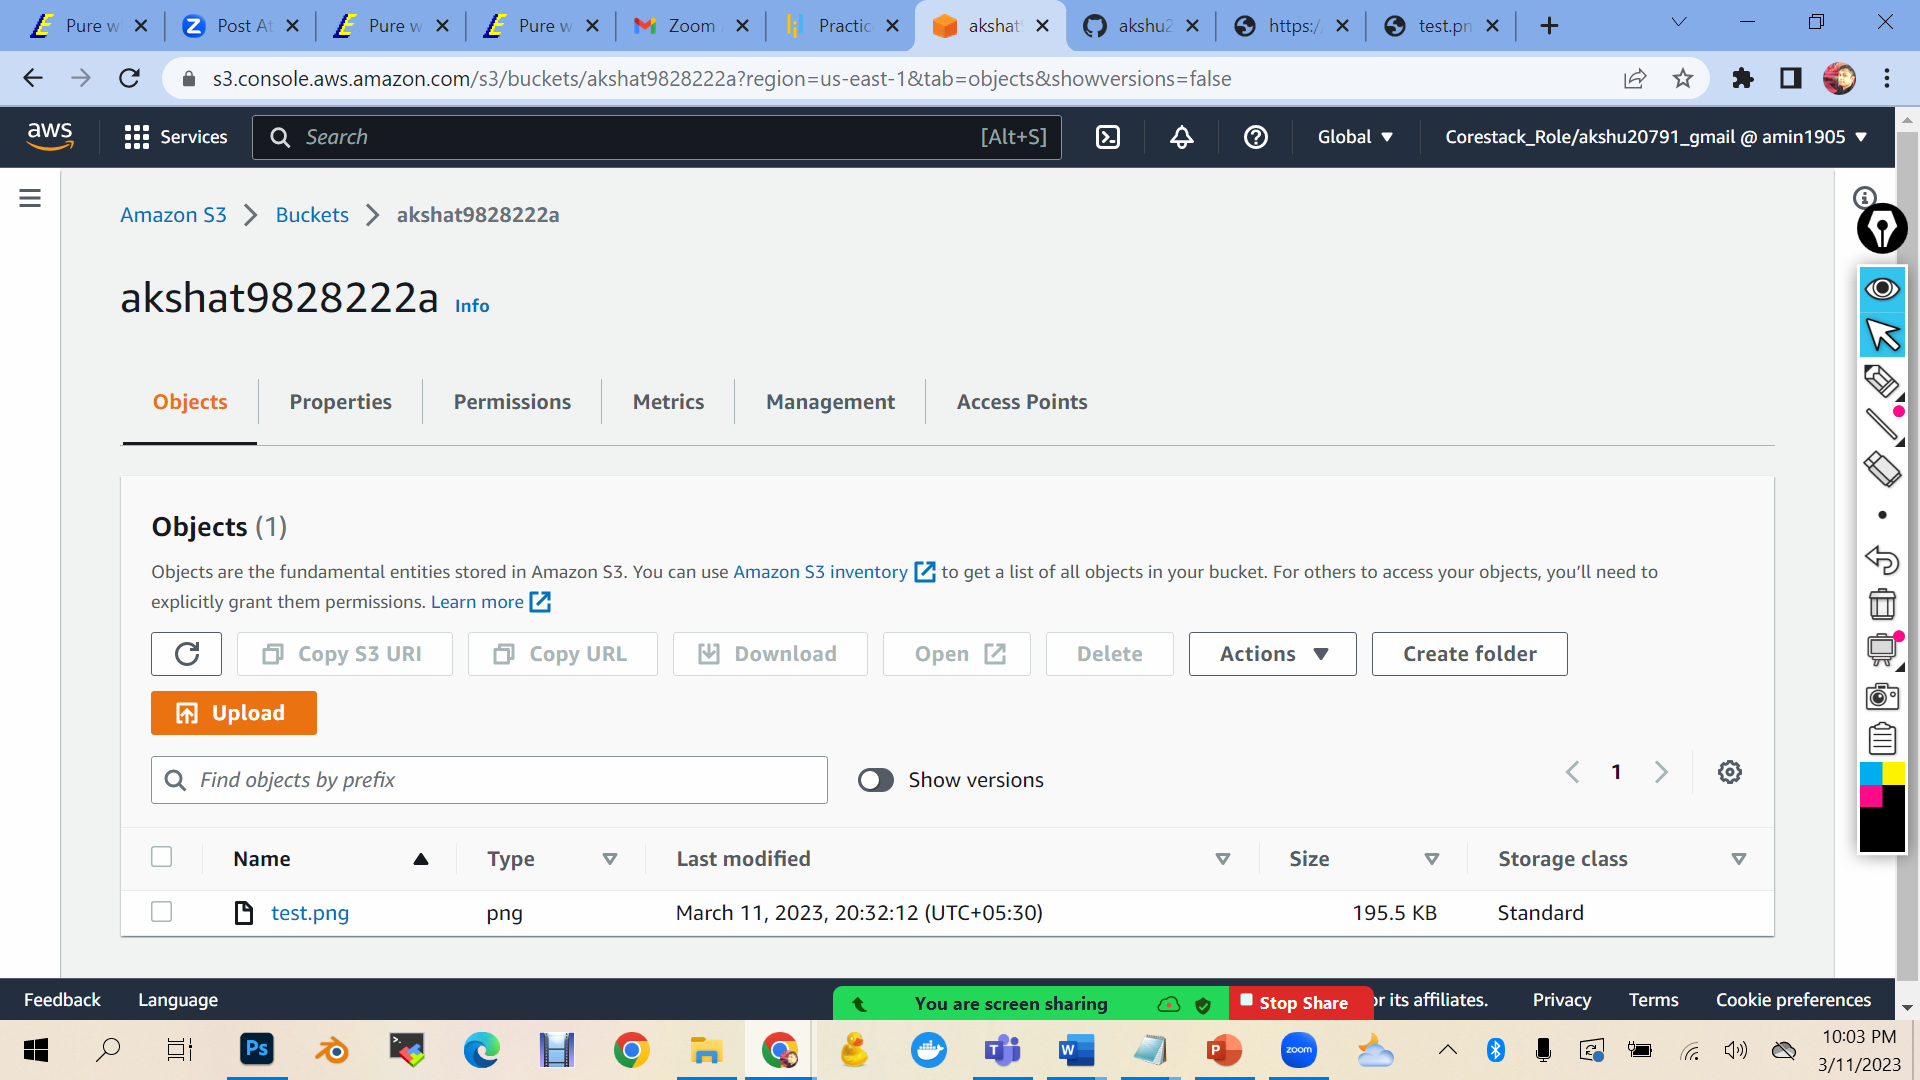 Pure w
Post At
Pure w
Pure w
Zoom
Practic
akshat
akshu2
https:/
test.pn
s3.console.aws.amazon.com/s3/buckets/akshat9828222a?region=us-east-1&tab=objects&showversions=false
aws Services Search [Alt+S] Global Corestack_Role/akshu20791_gmail @ amin1905
Amazon S3 Buckets akshat9828222a
akshat9828222a Info
Objects Properties Permissions Metrics Management Access Points
Objects (1)
Objects are the fundamental entities stored in Amazon S3. You can use Amazon S3 inventory to get a list of all objects in your bucket. For others to access your objects, you’ll need to
explicitly grant them permissions. Learn more
Copy S3 URI Copy URL Download Open Delete Actions Create folder
Upload
Find objects by prefix Show versions 1
Name Type Last modified Size Storage class
test.png png March 11, 2023, 20:32:12 (UTC+05:30) 195.5 KB Standard
Feedback Language You are screen sharing Stop Share or its affiliates. Privacy Terms Cookie preferences
Ps W P zoom 10:03 PM
3/11/2023